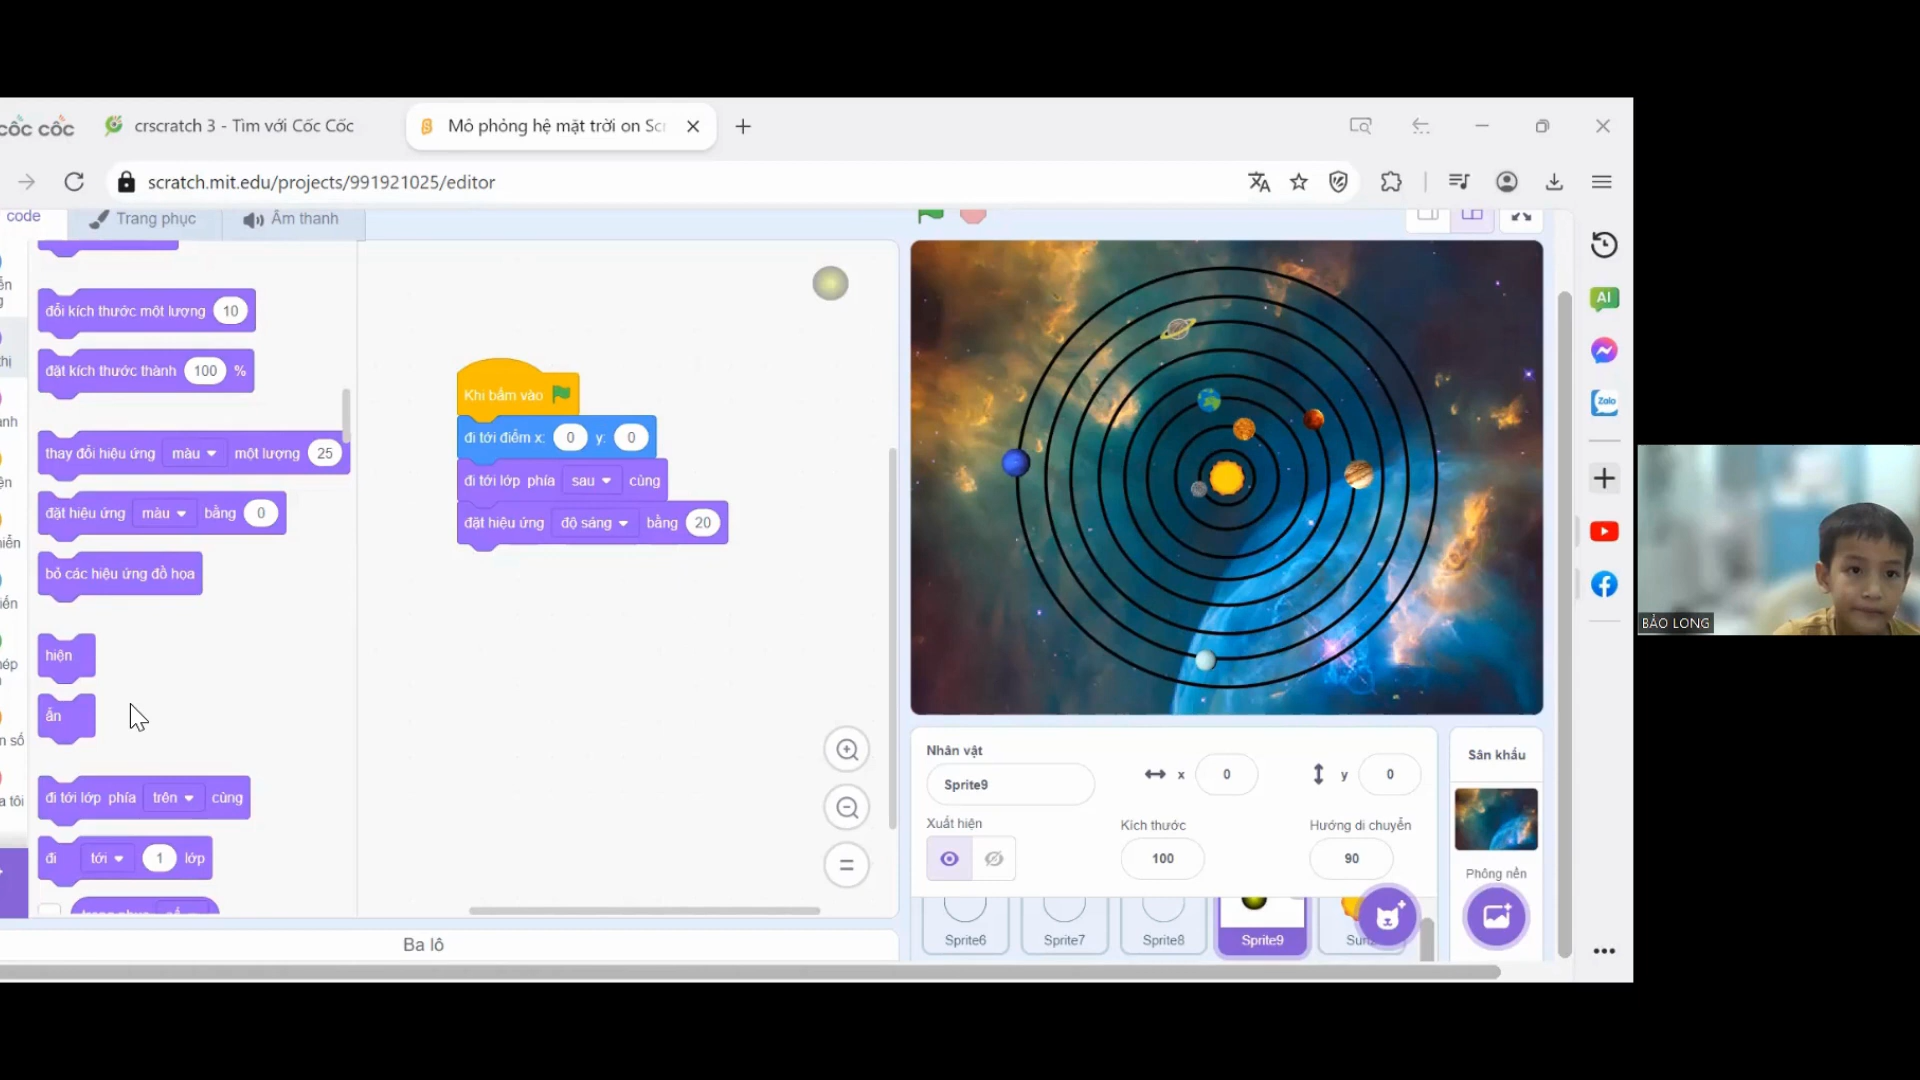 cốc cốc
crscratch 3 - Tìm với Cốc Cốc
Mô phỏng hệ mặt trời on Scr
scratch.mit.edu/projects/991921025/editor
code
Trang phục
Âm thanh
đổi kích thước một lượng 10
đặt kích thước thành 100 %
thay đổi hiệu ứng màu một lượng 25
đặt hiệu ứng màu bằng 0
bỏ các hiệu ứng đồ họa
hiện
ẩn
đi tới lớp phía trên cùng
đi tới 1 lớp
Khi bấm vào
đi tới điểm x: 0 y: 0
đi tới lớp phía sau cùng
đặt hiệu ứng độ sáng bằng 20
Ba lô
Nhân vật
Sprite9
x 0
y 0
Xuất hiện
Kích thước
100
Hướng di chuyển
90
Sprite6
Sprite7
Sprite8
Sprite9
Sun
Sân khấu
Phông nền
AI
Zalo
BẢO LONG